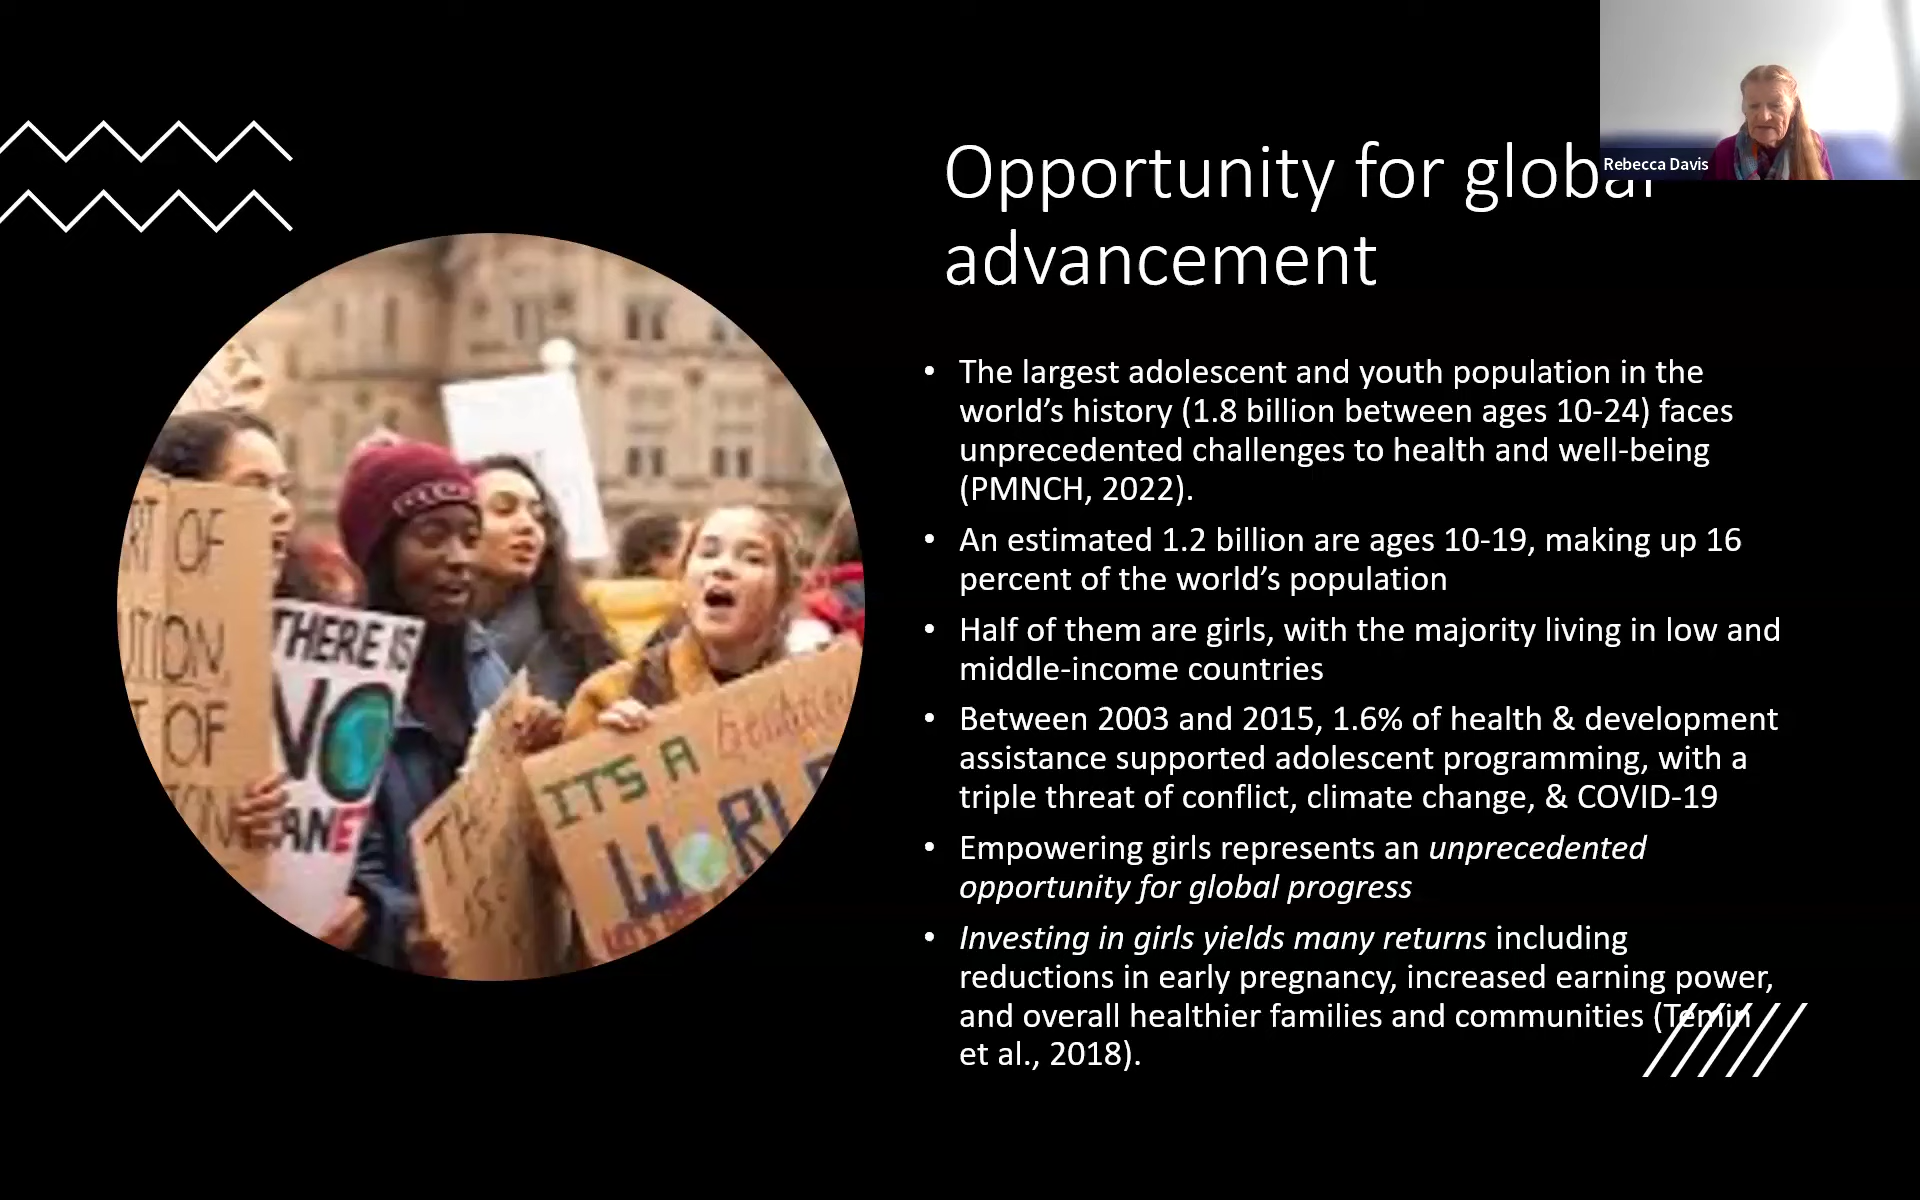 Opportunity for global
advancement
Rebecca Davis
• The largest adolescent and youth population in the
world’s history (1.8 billion between ages 10-24) faces
unprecedented challenges to health and well-being
(PMNCH, 2022).
• An estimated 1.2 billion are ages 10-19, making up 16
percent of the world’s population
• Half of them are girls, with the majority living in low and
middle-income countries
• Between 2003 and 2015, 1.6% of health & development
assistance supported adolescent programming, with a
triple threat of conflict, climate change, & COVID-19
• Empowering girls represents an unprecedented
opportunity for global progress
• Investing in girls yields many returns including
reductions in early pregnancy, increased earning power,
and overall healthier families and communities (Temin
et al., 2018).
OF
OF
THERE IS
NO
IT'S A